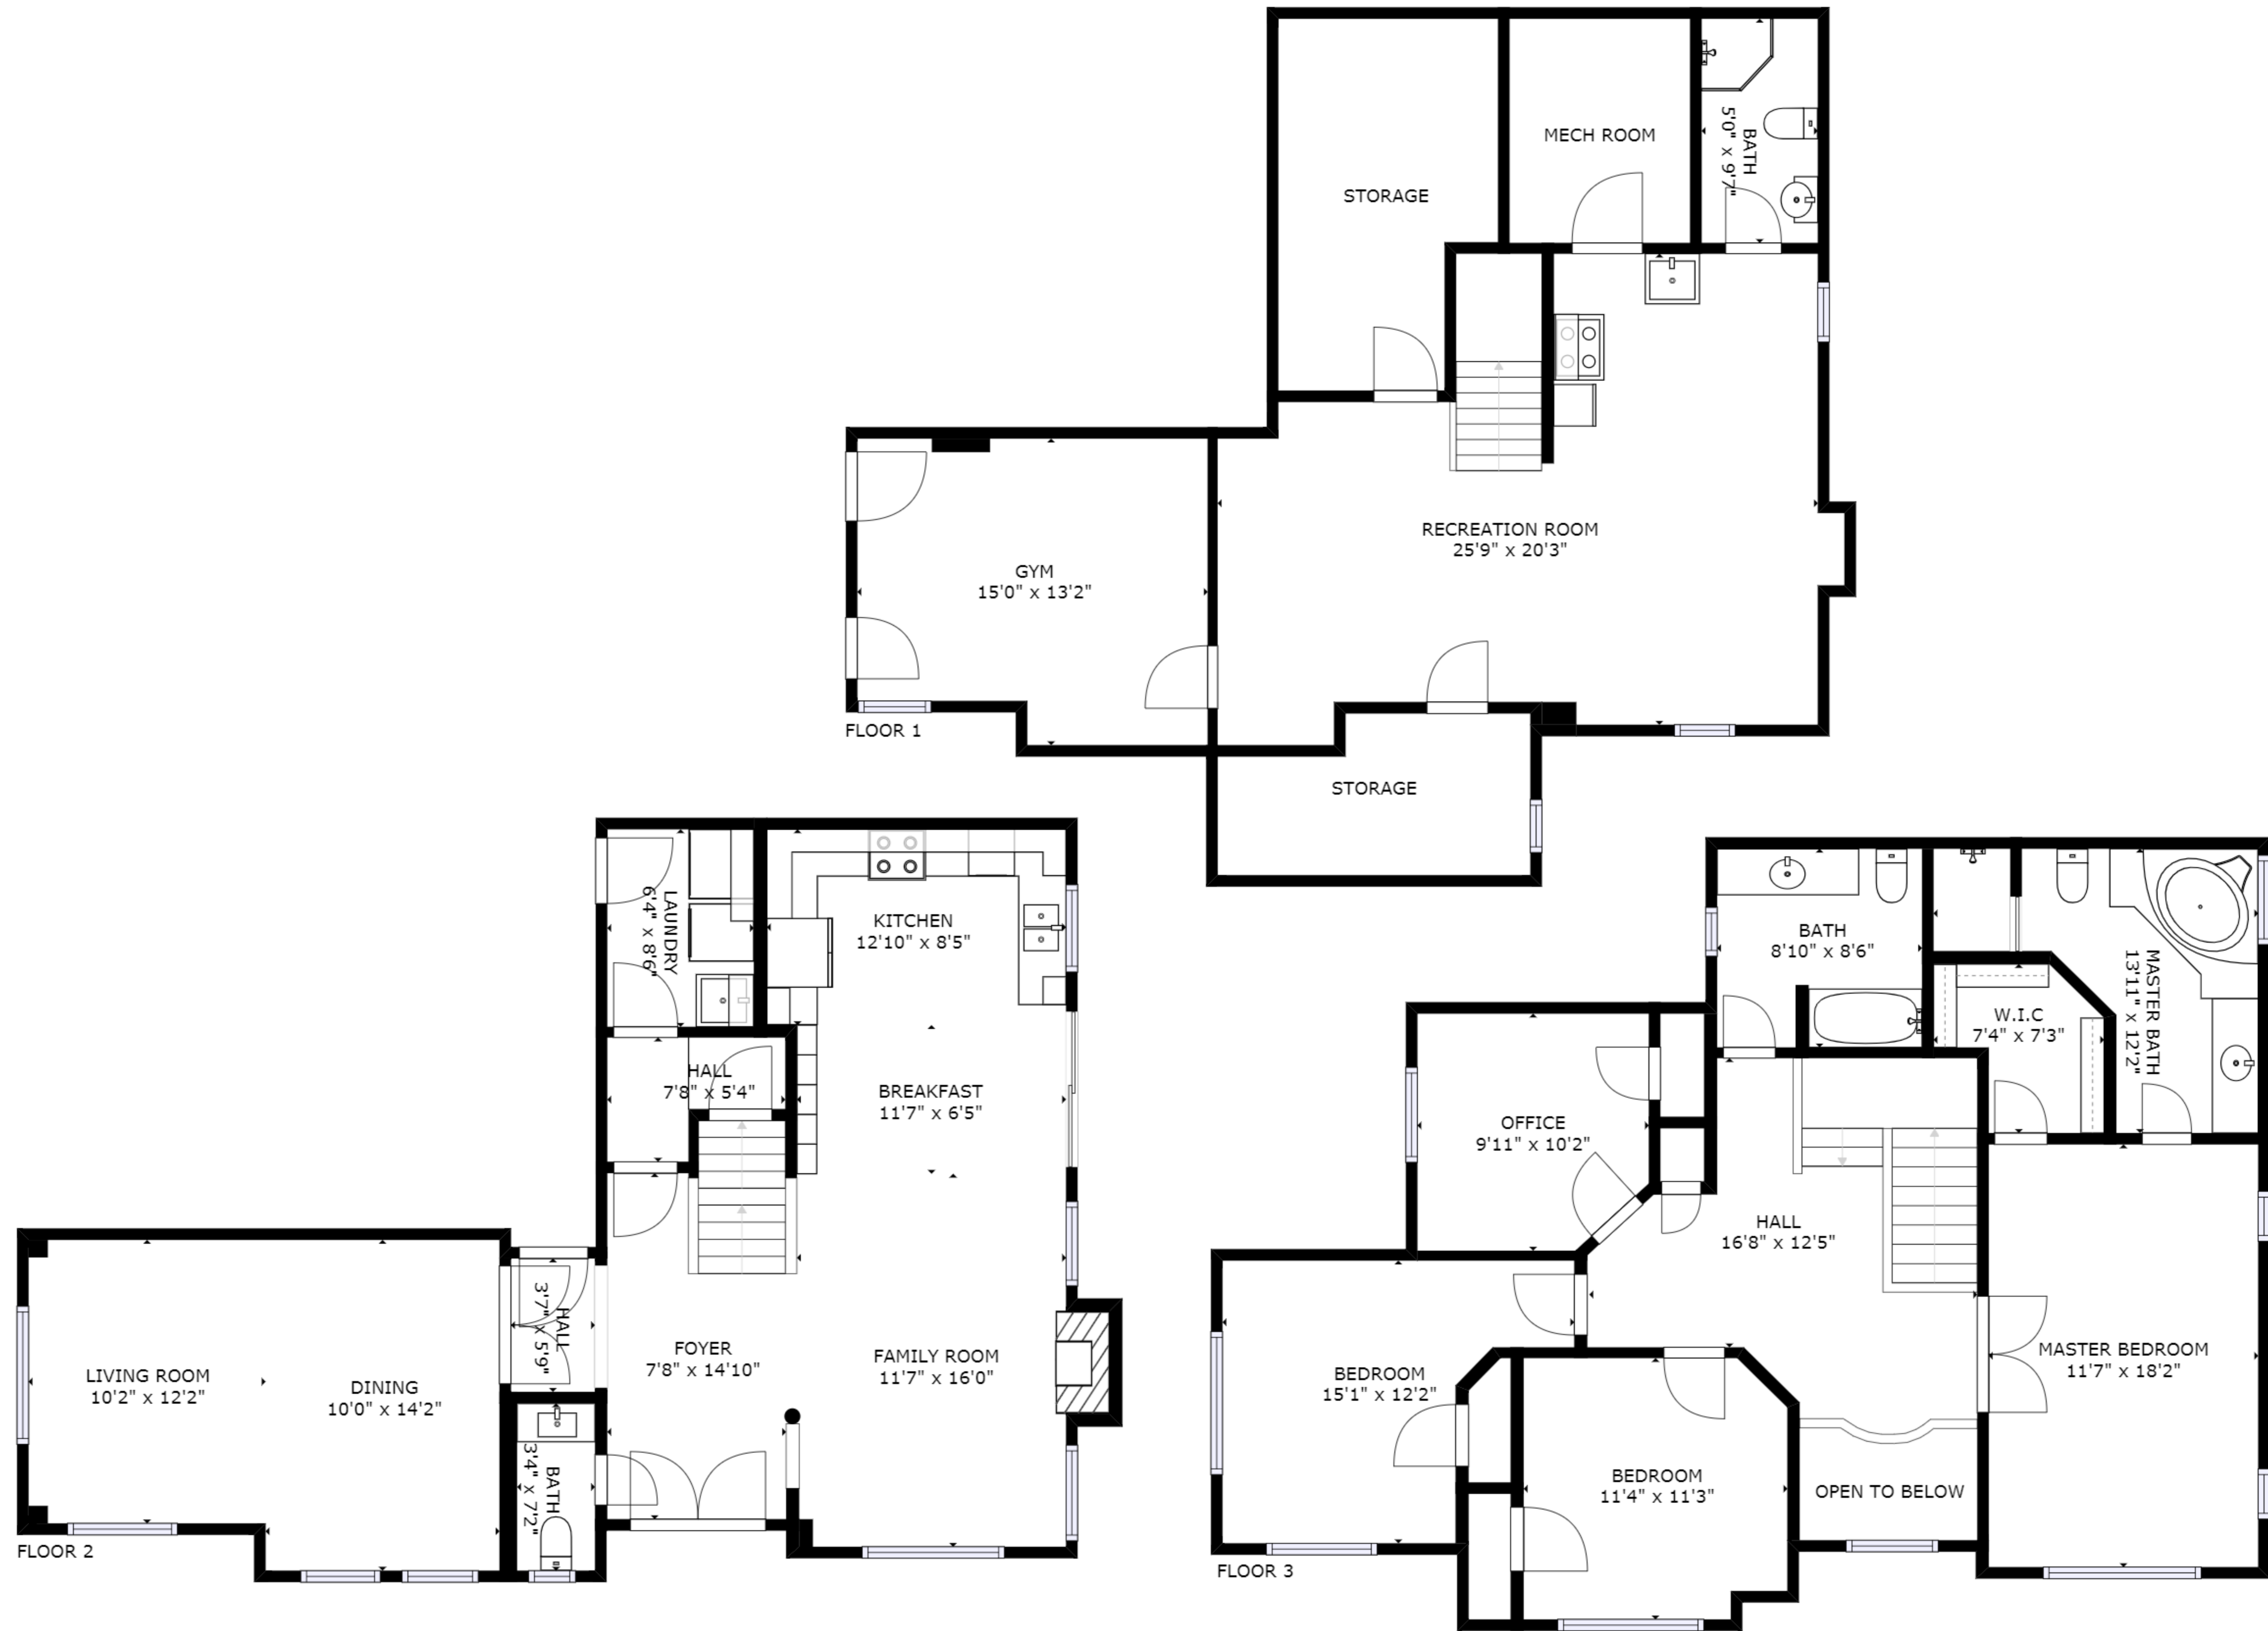 STORAGE
MECH ROOM
BATH
5'0" x 9'7"
RECREATION ROOM
25'9" x 20'3"
GYM
15'0" x 13'2"
STORAGE
FLOOR 1
LAUNDRY
6'4" x 8'6"
KITCHEN
12'10" x 8'5"
HALL
7'8" x 5'4"
BREAKFAST
11'7" x 6'5"
HALL
3'7" x 5'9"
FOYER
7'8" x 14'10"
FAMILY ROOM
11'7" x 16'0"
LIVING ROOM
10'2" x 12'2"
DINING
10'0" x 14'2"
BATH
3'4" x 7'2"
FLOOR 2
BATH
8'10" x 8'6"
MASTER BATH
13'11" x 12'2"
W.I.C
7'4" x 7'3"
OFFICE
9'11" x 10'2"
HALL
16'8" x 12'5"
MASTER BEDROOM
11'7" x 18'2"
BEDROOM
15'1" x 12'2"
BEDROOM
11'4" x 11'3"
OPEN TO BELOW
FLOOR 3